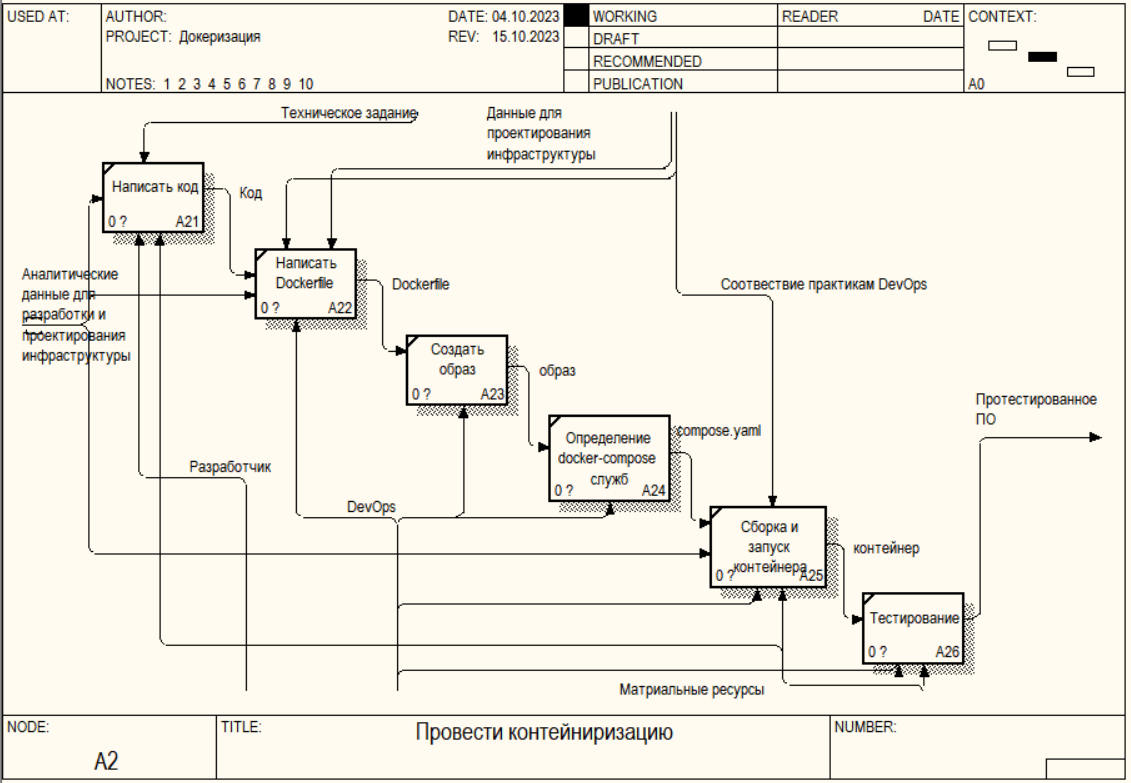 USED AT:
AUTHOR:
DATE: 04.10.2023
PROJECT: Докеризация
REV: 15.10.2023
NOTES: 1 2 3 4 5 6 7 8 9 10
WORKING
DRAFT
RECOMMENDED
PUBLICATION
READER
DATE
CONTEXT:
A0
Техническое задание
Данные для
проектирования
инфраструктуры
Написать код
0 ? A21
Код
Аналитические
данные для
разработки и
проектирования
инфраструктуры
Написать
Dockerfile
0 ? A22
Dockerfile
Соотвествие практикам DevOps
Создать
образ
0 ? A23
образ
Протестированное
ПО
Определение
docker-compose
служб
0 ? A24
compose.yaml
Разработчик
DevOps
Сборка и
запуск
контейнера
0 ? A25
контейнер
Тестирование
0 ? A26
Матриальные ресурсы
NODE:
A2
TITLE:
Провести контейниризацию
NUMBER: